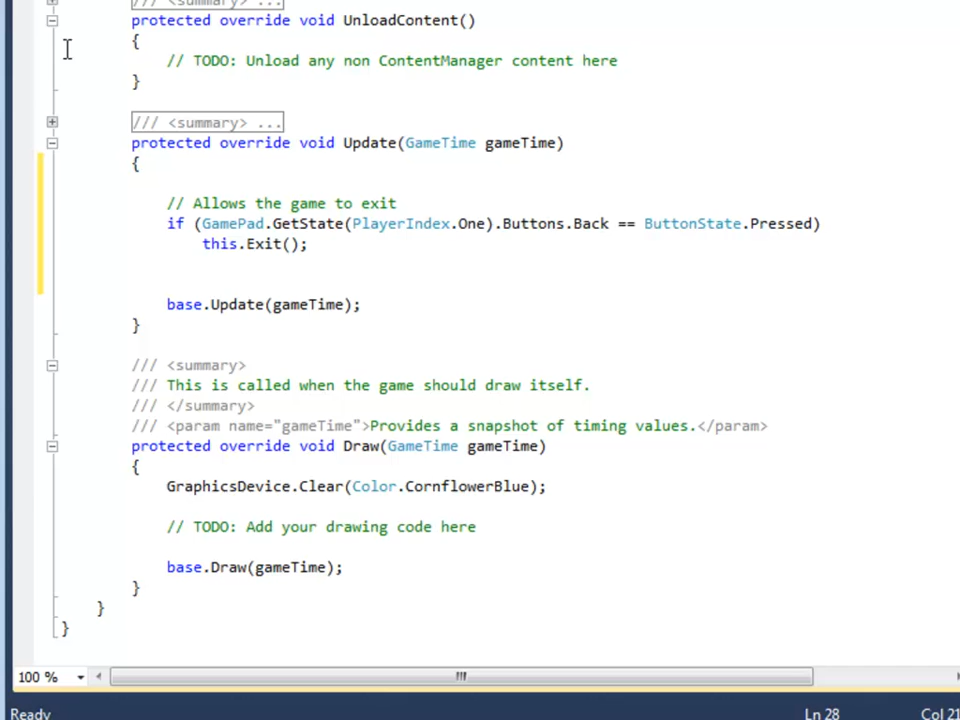 /// <summary> ...
protected override void UnloadContent()
{
// TODO: Unload any non ContentManager content here
}
/// <summary> ...
protected override void Update(GameTime gameTime)
{
// Allows the game to exit
if (GamePad.GetState(PlayerIndex.One).Buttons.Back == ButtonState.Pressed)
this.Exit();
base.Update(gameTime);
}
/// <summary>
/// This is called when the game should draw itself.
/// </summary>
/// <param name="gameTime">Provides a snapshot of timing values.</param>
protected override void Draw(GameTime gameTime)
{
GraphicsDevice.Clear(Color.CornflowerBlue);
// TODO: Add your drawing code here
base.Draw(gameTime);
}
}
}
100 %
Ready Ln 28 Col 21